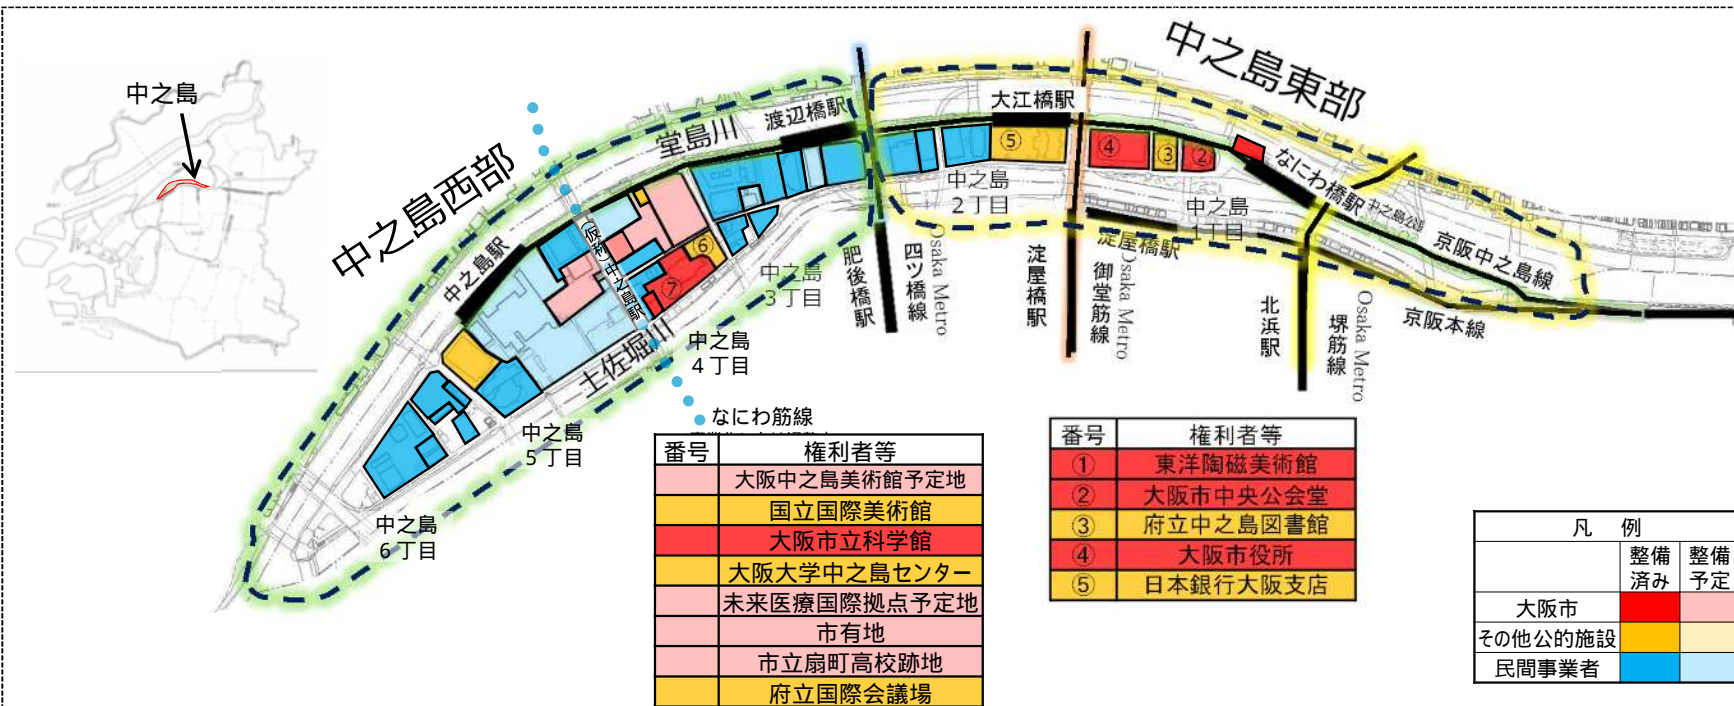 中之島
中之島西部
中之島東部
堂島川
渡辺橋駅
大江橋駅
なにわ橋駅
中之島駅
(仮称)中之島駅
中之島公園
京阪中之島線
京阪本線
⑤
④
③
②
⑥
⑦
中之島
2丁目
中之島
1丁目
淀屋橋駅
中之島
3丁目
中之島
4丁目
中之島
5丁目
中之島
6丁目
土佐堀川
肥後橋駅
四ツ橋線
Osaka Metro
淀屋橋駅
御堂筋線
Osaka Metro
北浜駅
堺筋線
Osaka Metro
なにわ筋線
番号 権利者等
大阪中之島美術館予定地
国立国際美術館
大阪市立科学館
大阪大学中之島センター
未来医療国際拠点予定地
市有地
市立扇町高校跡地
府立国際会議場
番号 権利者等
① 東洋陶磁美術館
② 大阪市中央公会堂
③ 府立中之島図書館
④ 大阪市役所
⑤ 日本銀行大阪支店
凡 例
整備済み 整備予定
大阪市
その他公的施設
民間事業者